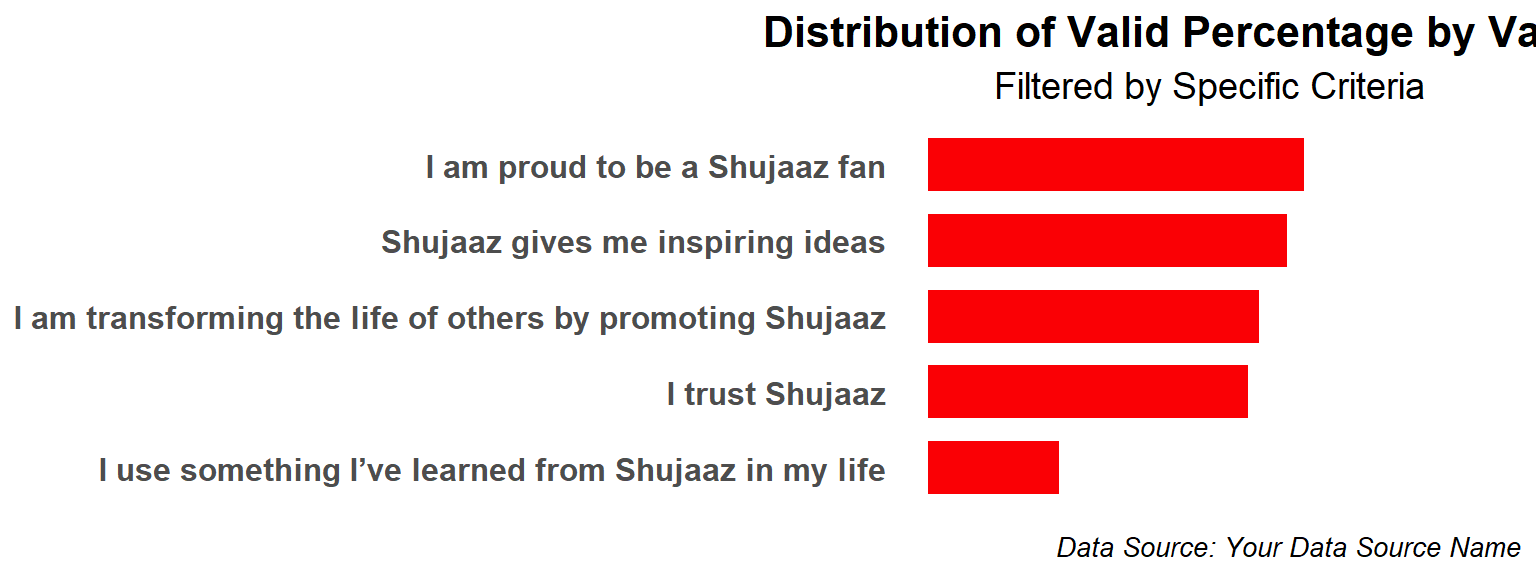 Distribution of Valid Percentage by Va
Filtered by Specific Criteria
I am proud to be a Shujaaz fan
Shujaaz gives me inspiring ideas
I am transforming the life of others by promoting Shujaaz
I trust Shujaaz
I use something I’ve learned from Shujaaz in my life
Data Source: Your Data Source Name